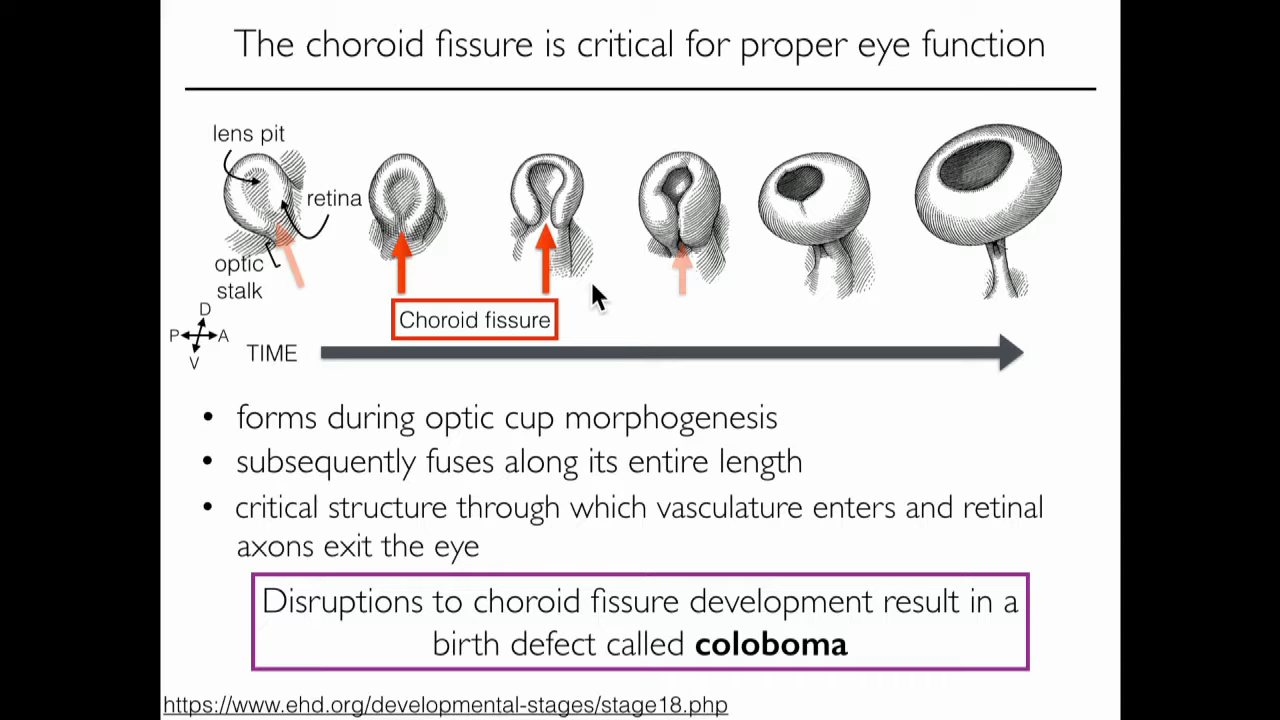 The choroid fissure is critical for proper eye function
lens pit
retina
optic
stalk
Choroid fissure
D
P A
V
TIME
• forms during optic cup morphogenesis
• subsequently fuses along its entire length
• critical structure through which vasculature enters and retinal
axons exit the eye
Disruptions to choroid fissure development result in a
birth defect called coloboma
https://www.ehd.org/developmental-stages/stage18.php